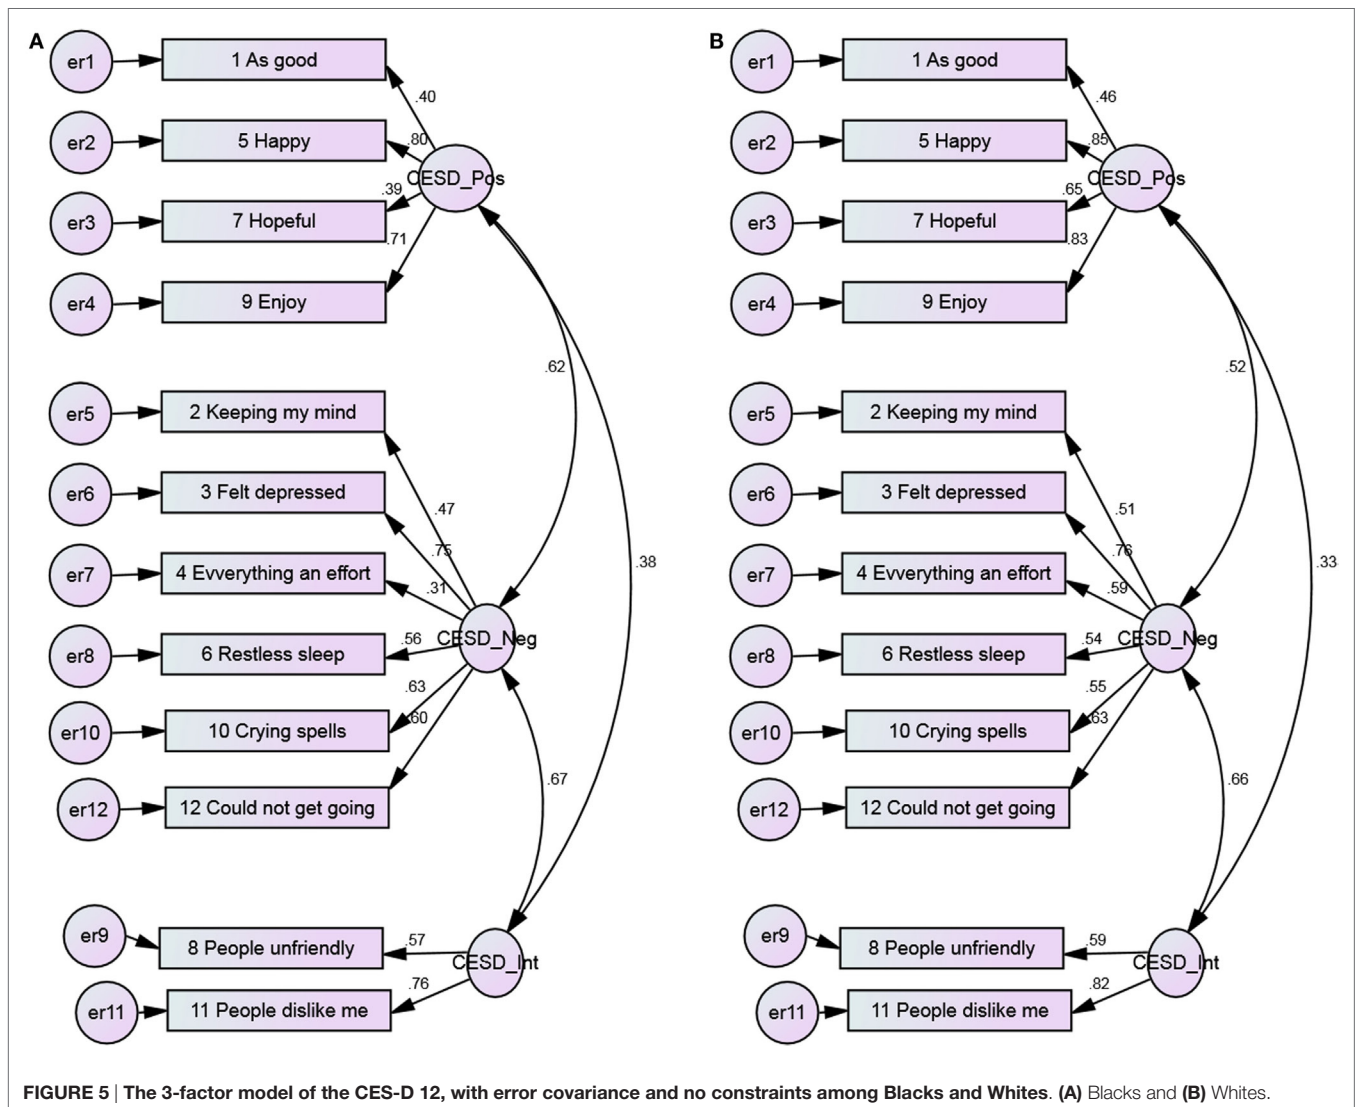 A
er1
1 As good
.40
er2
5 Happy
.80
CESD_Pos
er3
7 Hopeful
.39
.71
er4
9 Enjoy
.62
er5
2 Keeping my mind
er6
3 Felt depressed
.47
.75
er7
4 Evverything an effort
.31
.38
er8
6 Restless sleep
.56
CESD_Neg
.63
er10
10 Crying spells
.60
er12
12 Could not get going
.67
er9
8 People unfriendly
.57
CESD_Int
.76
er11
11 People dislike me
B
er1
1 As good
.46
er2
5 Happy
.85
CESD_Pos
er3
7 Hopeful
.65
.83
er4
9 Enjoy
.52
er5
2 Keeping my mind
er6
3 Felt depressed
.51
.76
er7
4 Evverything an effort
.59
.33
er8
6 Restless sleep
.54
CESD_Neg
.55
er10
10 Crying spells
.63
er12
12 Could not get going
.66
er9
8 People unfriendly
.59
CESD_Int
.82
er11
11 People dislike me
FIGURE 5 | The 3-factor model of the CES-D 12, with error covariance and no constraints among Blacks and Whites. (A) Blacks and (B) Whites.